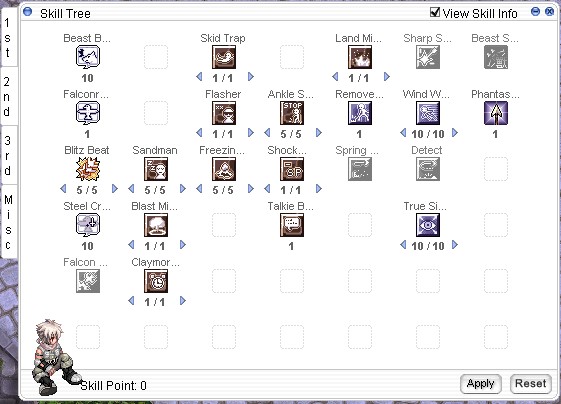 Skill Tree
View Skill Info
1st
2nd
3rd
Misc
Beast B...
Skid Trap
Land Mi...
Sharp S...
Beast S...
10
1 / 1
1 / 1
Falconr...
Flasher
Ankle S...
Remove...
Wind W...
Phantas...
1
1 / 1
5 / 5
1
10 / 10
1
Blitz Beat
Sandman
Freezin...
Shock...
Spring ...
Detect
5 / 5
5 / 5
5 / 5
1 / 1
Steel Cr...
Blast Mi...
Talkie B...
True Si...
10
1 / 1
1
10 / 10
Falcon ...
Claymor...
1 / 1
Skill Point: 0
Apply
Reset